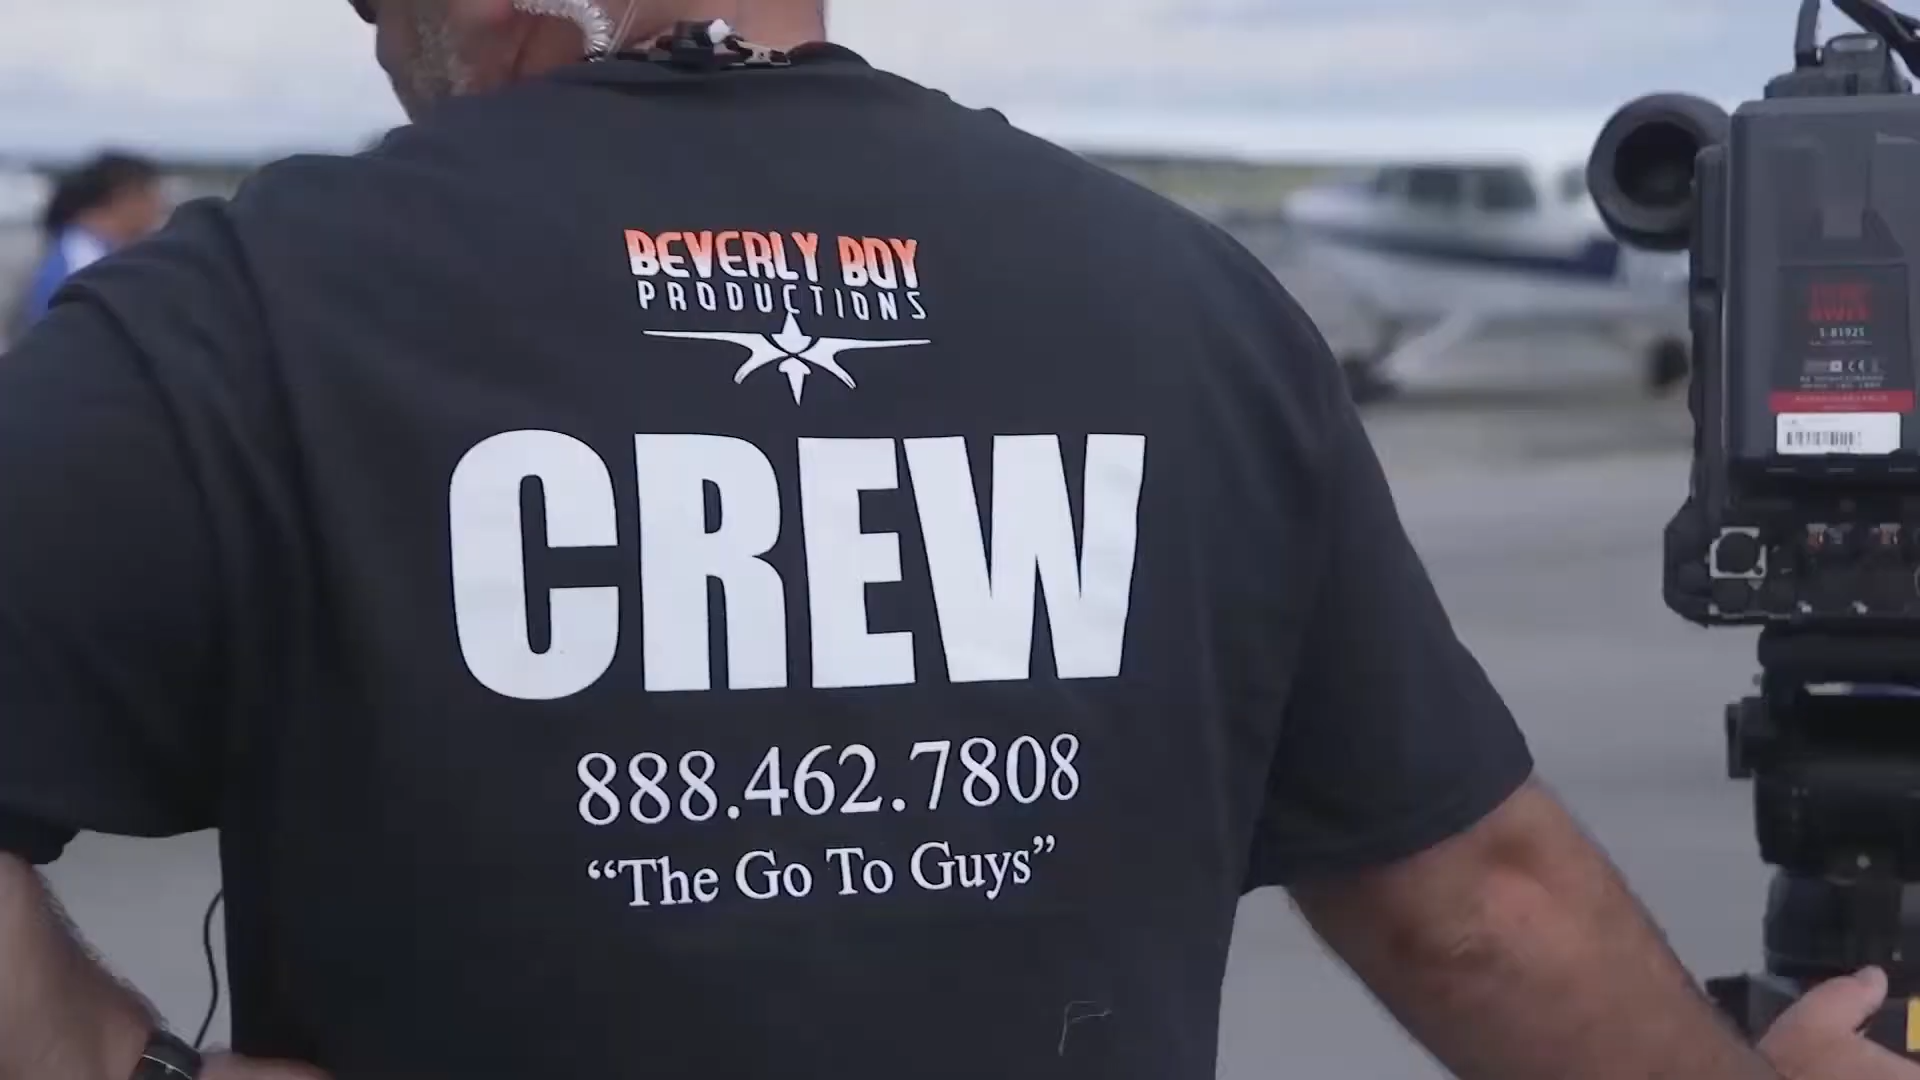 BEVERLY BOY
PRODUCTIONS
CREW
888.462.7808
“The Go To Guys”